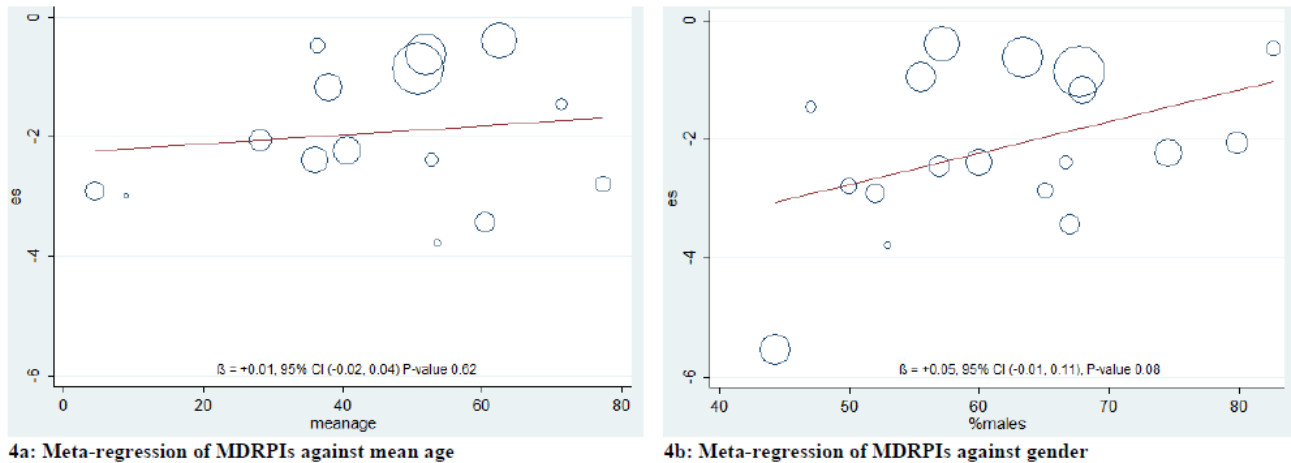 0
-2
es
-4
-6
ß = +0.01, 95% CI (-0.02, 0.04) P-value 0.62
0 20 40 60 80
meanage
4a: Meta-regression of MDRPIs against mean age
0
-2
es
-4
-6
ß = +0.05, 95% CI (-0.01, 0.11), P-value 0.08
40 50 60 70 80
%males
4b: Meta-regression of MDRPIs against gender